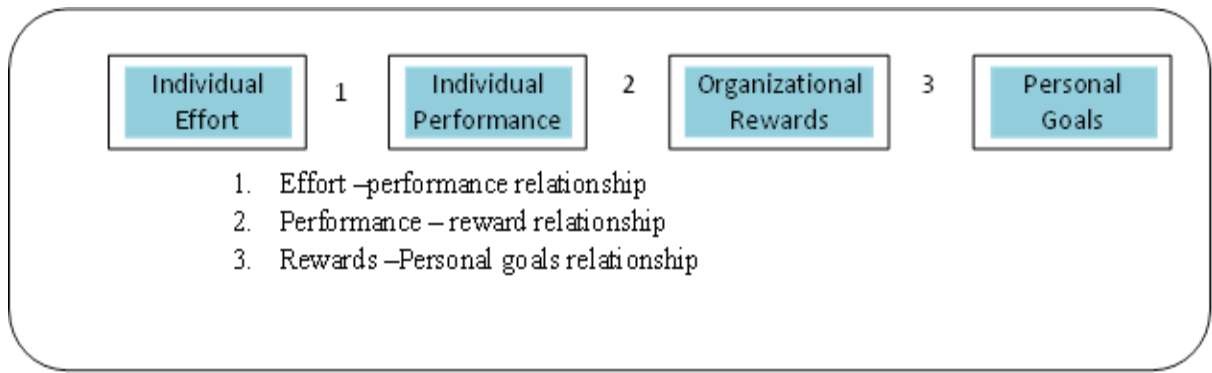 Individual Effort 1 Individual Performance 2 Organizational Rewards 3 Personal Goals
1. Effort –performance relationship
2. Performance – reward relationship
3. Rewards –Personal goals relationship